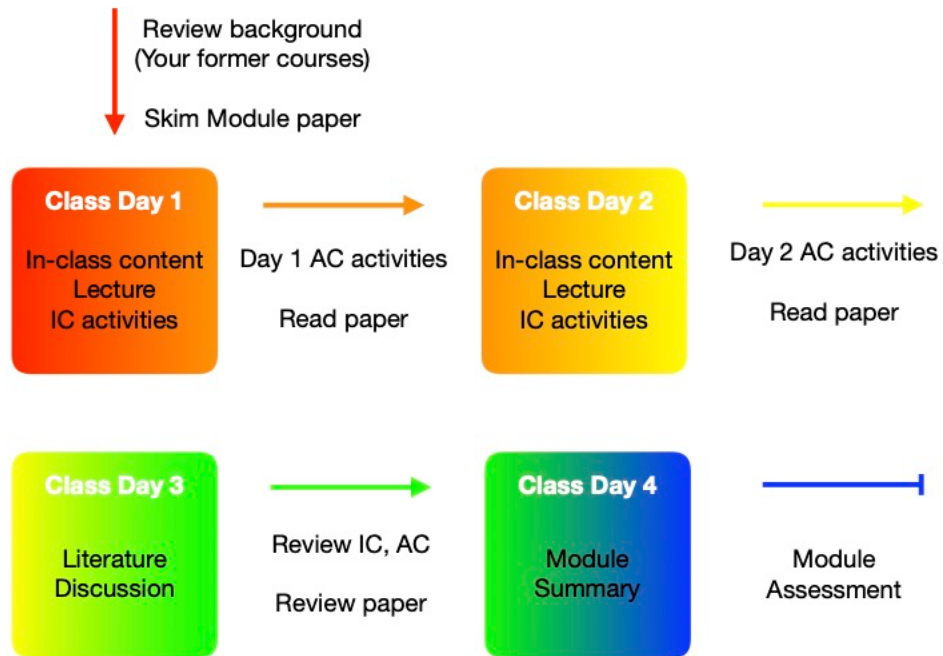 Review background
(Your former courses)
Skim Module paper
Class Day 1
In-class content
Lecture
IC activities
Day 1 AC activities
Read paper
Class Day 2
In-class content
Lecture
IC activities
Day 2 AC activities
Read paper
Class Day 3
Literature
Discussion
Review IC, AC
Review paper
Class Day 4
Module
Summary
Module
Assessment